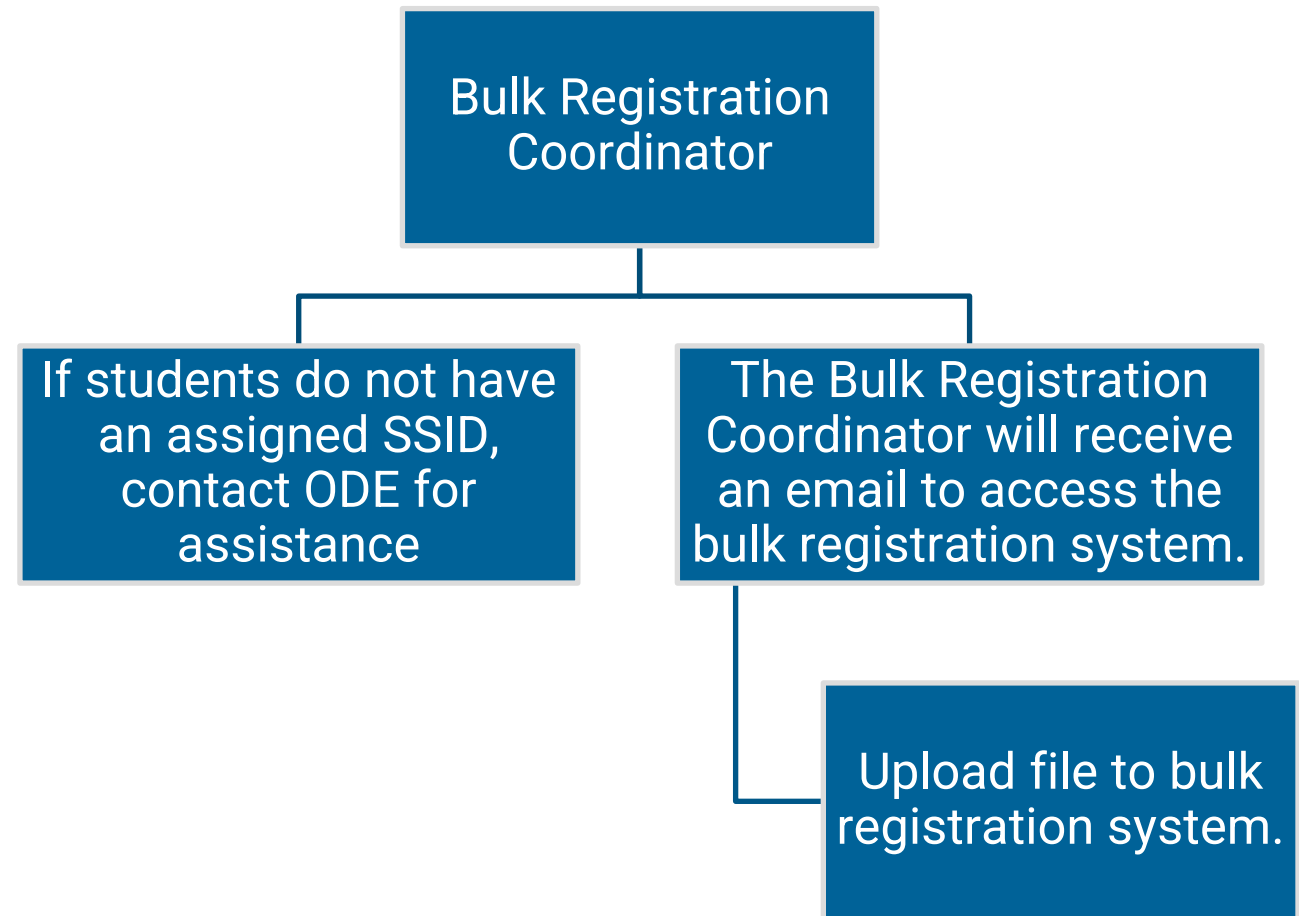 Bulk Registration
Coordinator
If students do not have
an assigned SSID,
contact ODE for
assistance
The Bulk Registration
Coordinator will receive
an email to access the
bulk registration system.
Upload file to bulk
registration system.